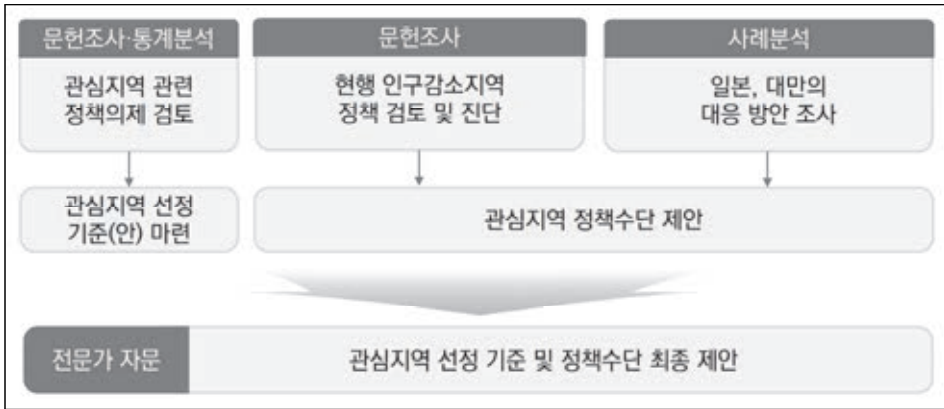 문헌조사·통계분석
관심지역 관련
정책의제 검토
문헌조사
현행 인구감소지역
정책 검토 및 진단
사례분석
일본, 대만의
대응 방안 조사
관심지역 선정
기준(안) 마련
관심지역 정책수단 제안
전문가 자문
관심지역 선정 기준 및 정책수단 최종 제안